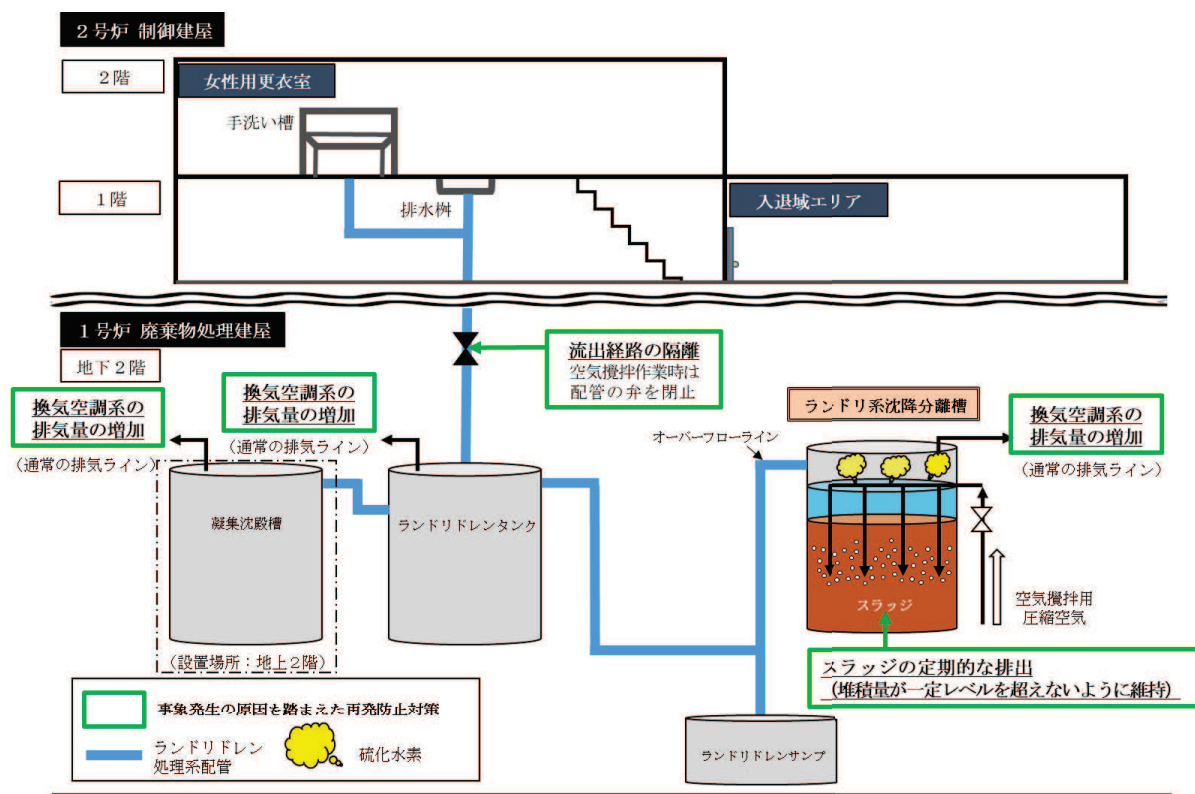 ２号炉 制御建屋
２階
女性用更衣室
手洗い槽
１階
排水桝
入退域エリア
１号炉 廃棄物処理建屋
地下２階
流出経路の隔離
空気攪拌作業時は
配管の弁を閉止
換気空調系の
排気量の増加
（通常の排気ライン）
換気空調系の
排気量の増加
（通常の排気ライン）
ランドリ系沈降分離槽
換気空調系の
排気量の増加
（通常の排気ライン）
オーバーフローライン
凝集沈殿槽
ランドリドレンタンク
スラッジ
空気攪拌用
圧縮空気
（設置場所：地上２階）
スラッジの定期的な排出
（堆積量が一定レベルを超えないように維持）
事象発生の原因を踏まえた再発防止対策
ランドリドレン
処理系配管
硫化水素
ランドリドレンサンプ